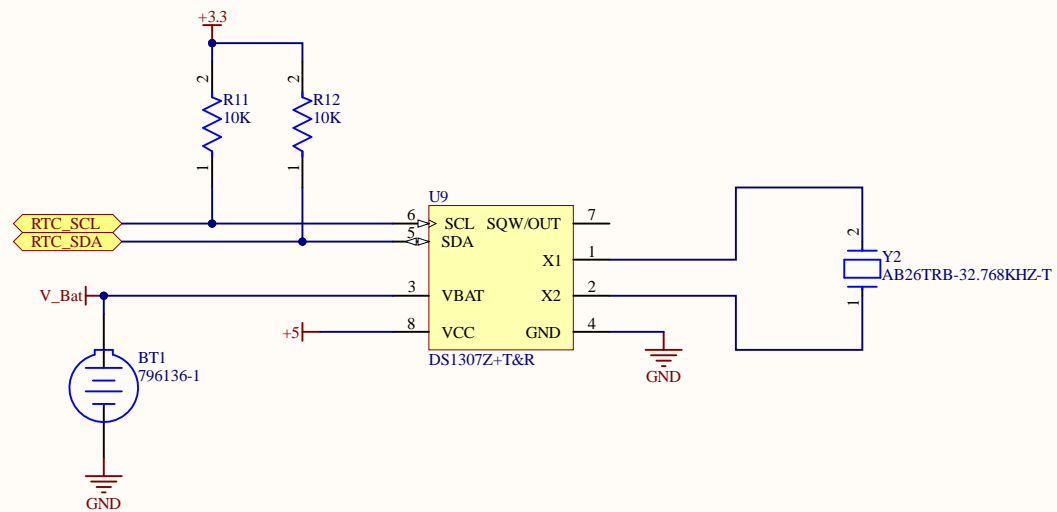 +3.3
2
2
R11
10K
R12
10K
1
1
U9
RTC_SCL
6
SCL
SQW/OUT
7
RTC_SDA
5
SDA
X1
1
2
Y2
AB26TRB-32.768KHZ-T
1
V_Bat
3
VBAT
X2
2
+5
8
VCC
GND
4
DS1307Z+T&R
GND
BT1
796136-1
GND